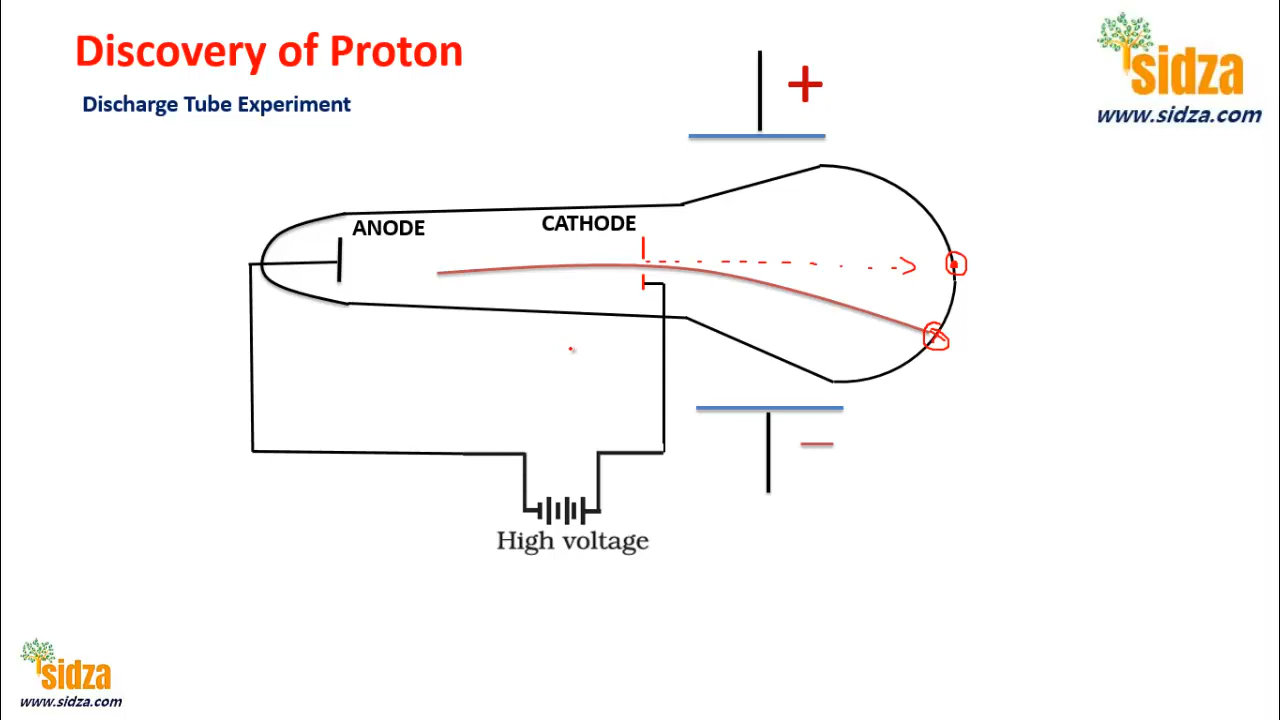 Discovery of Proton
Discharge Tube Experiment
sidza
www.sidza.com
+
ANODE
CATHODE
−
High voltage
sidza
www.sidza.com